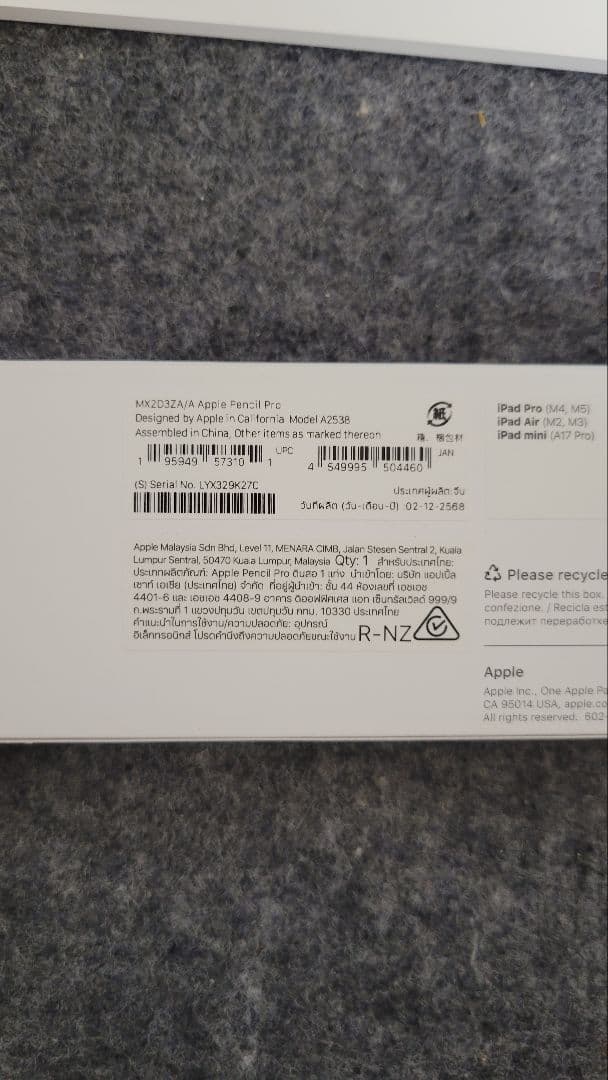 MX2D3ZA/A Apple Pencil Pro
Designed by Apple in California Model A2538
Assembled in China, Other items as marked thereon
紙
箱、梱包材
1 95949 57310 1 UPC
4 549995 504460 JAN
(S) Serial No. LYX329K27C
ประเทศผู้ผลิต:จีน
วันที่ผลิต (วัน-เดือน-ปี) :02-12-2568
Apple Malaysia Sdn Bhd, Level 11, MENARA CIMB, Jalan Stesen Sentral 2, Kuala
Lumpur Sentral, 50470 Kuala Lumpur, Malaysia Qty: 1 สำหรับประเทศไทย:
ประเภทผลิตภัณฑ์: Apple Pencil Pro ดินสอ 1 แท่ง นำเข้าโดย: บริษัท แอปเปิ้ล
เซาท์ เอเชีย (ประเทศไทย) จำกัด ที่อยู่ผู้นำเข้า: ชั้น 44 ห้องเลขที่ เอชเอช
4401-6 และ เอชเอช 4408-9 อาคาร ดิออฟฟิศเศส แอท เซ็นทรัลเวิลด์ 999/9
ถ.พระรามที่ 1 แขวงปทุมวัน เขตปทุมวัน กทม. 10330 ประเทศไทย
คำแนะนำในการใช้งาน/ความปลอดภัย: อุปกรณ์
อิเล็กทรอนิกส์ โปรดคำนึงถึงความปลอดภัยขณะใช้งาน R-NZ
iPad Pro (M4, M5)
iPad Air (M2, M3)
iPad mini (A17 Pro)
Please recycle
Please recycle this box.
confezione. / Recicla est
подлежит переработке
Apple
Apple Inc., One Apple Pa
CA 95014 USA, apple.co
All rights reserved. 602-